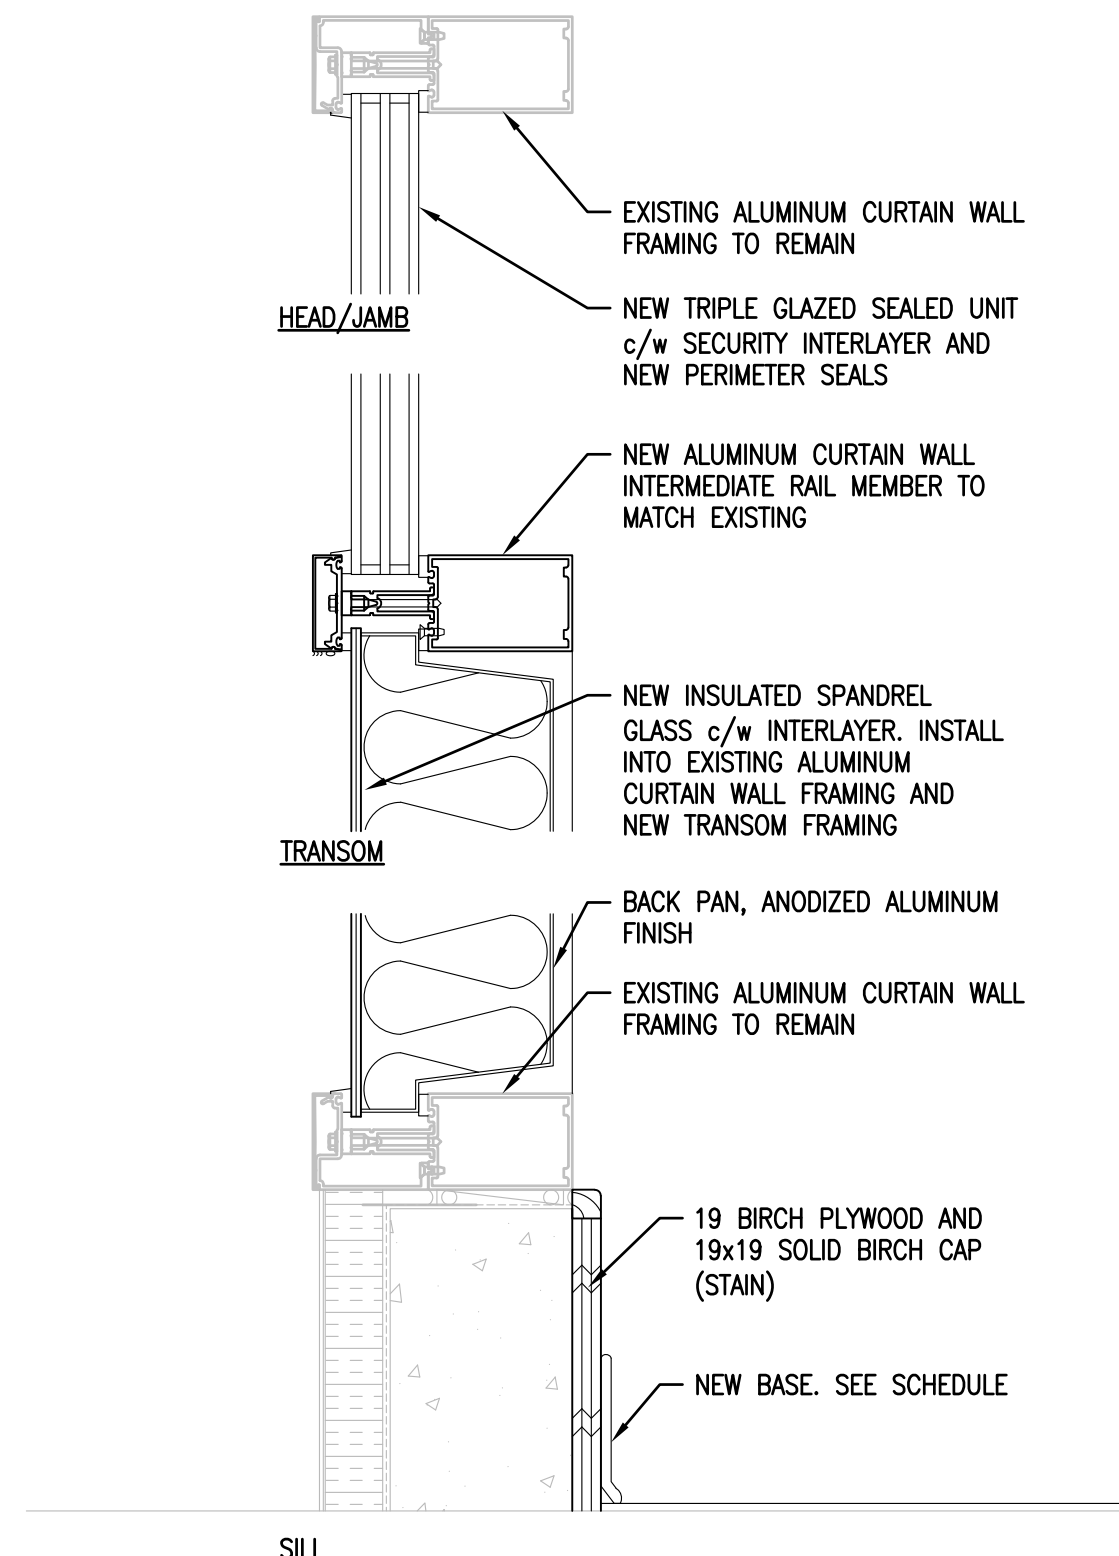 EXISTING ALUMINUM CURTAIN WALL
FRAMING TO REMAIN
NEW TRIPLE GLAZED SEALED UNIT
c/w SECURITY INTERLAYER AND
NEW PERIMETER SEALS
HEAD/JAMB
NEW ALUMINUM CURTAIN WALL
INTERMEDIATE RAIL MEMBER TO
MATCH EXISTING
NEW INSULATED SPANDREL
GLASS c/w INTERLAYER. INSTALL
INTO EXISTING ALUMINUM
CURTAIN WALL FRAMING AND
NEW TRANSOM FRAMING
TRANSOM
BACK PAN, ANODIZED ALUMINUM
FINISH
EXISTING ALUMINUM CURTAIN WALL
FRAMING TO REMAIN
19 BIRCH PLYWOOD AND
19x19 SOLID BIRCH CAP
(STAIN)
NEW BASE. SEE SCHEDULE
SILL